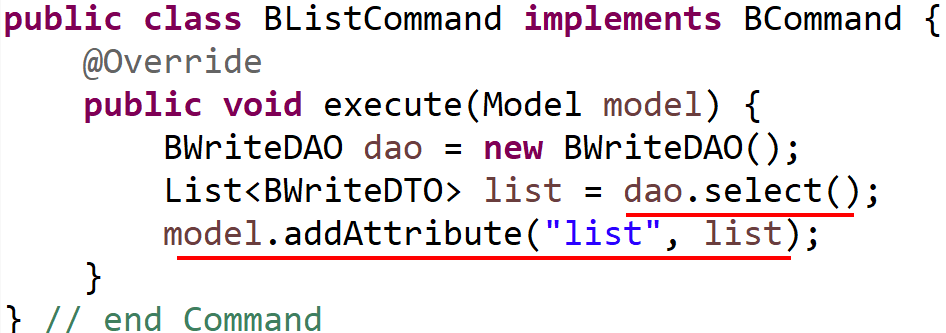 public class BListCommand implements BCommand {
@Override
public void execute(Model model) {
BWriteDAO dao = new BWriteDAO();
List<BWriteDTO> list = dao.select();
model.addAttribute("list", list);
}
} // end Command